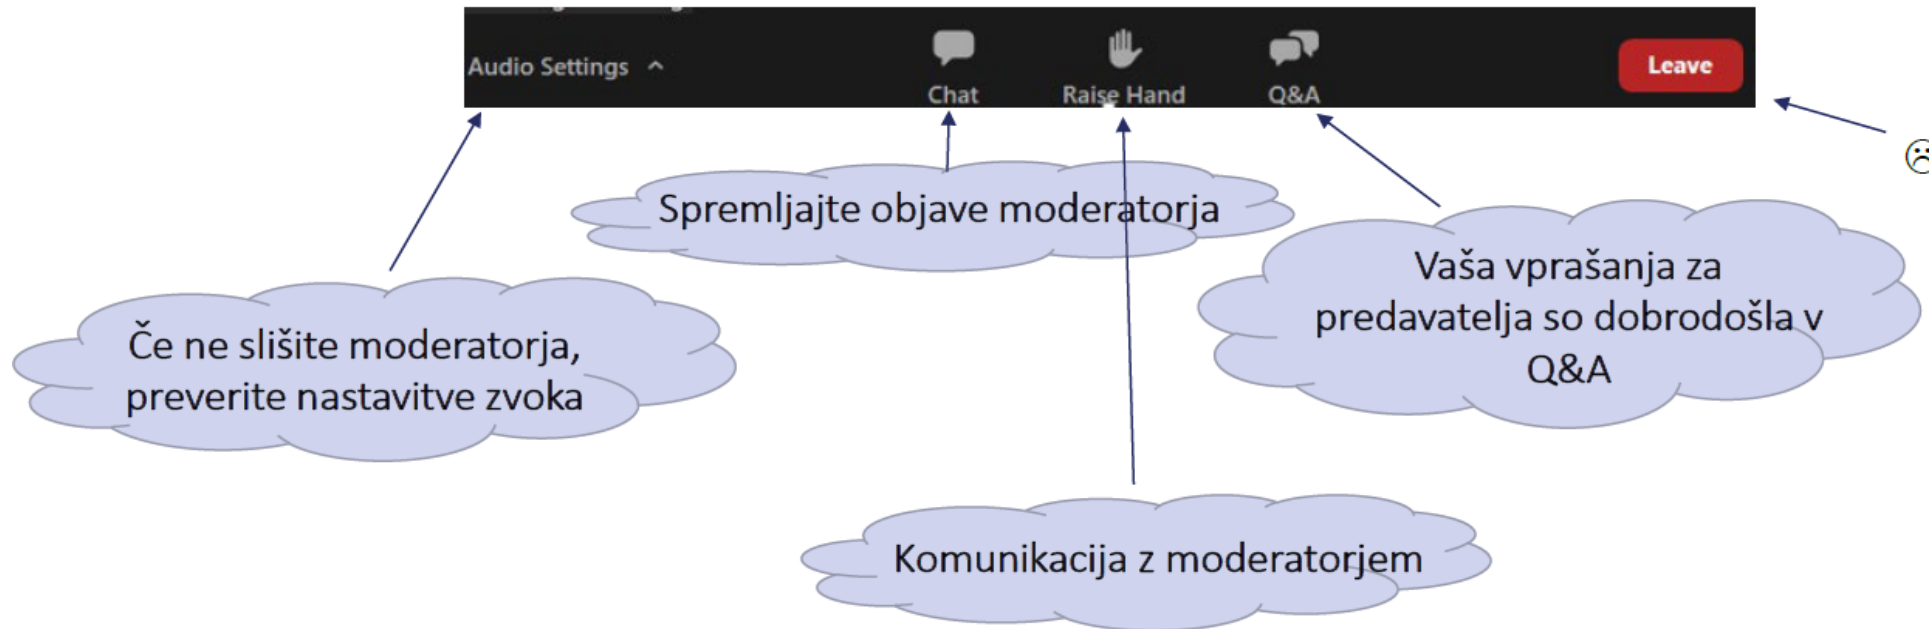 Audio Settings
Chat
Raise Hand
Q&A
Leave
☹
Spremljajte objave moderatorja
Vaša vprašanja za
predavatelja so dobrodošla v
Q&A
Če ne slišite moderatorja,
preverite nastavitve zvoka
Komunikacija z moderatorjem